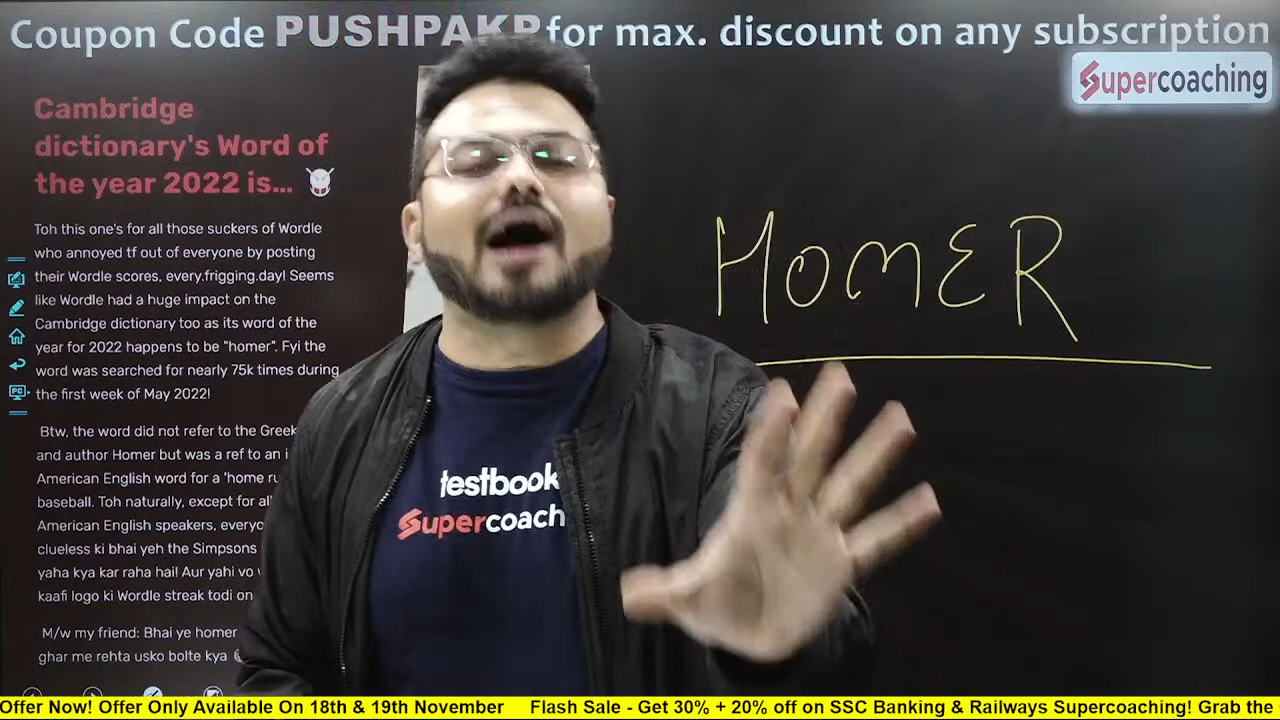 Coupon Code PUSHPAKP for max. discount on any subscription
Supercoaching
Cambridge
dictionary's Word of
the year 2022 is...
Toh this one's for all those suckers of Wordle
who annoyed tf out of everyone by posting
their Wordle scores, every.frigging.day! Seems
like Wordle had a huge impact on the
Cambridge dictionary too as its word of the
year for 2022 happens to be "homer". Fyi the
word was searched for nearly 75k times during
the first week of May 2022!
Btw, the word did not refer to the Greek
and author Homer but was a ref to an
American English word for a 'home
baseball. Toh naturally, except for all
American English speakers,
clueless ki bhai yeh the Simpsons
yaha kya kar raha hai! Aur yahi
kaafi logo ki Wordle streak todi
M/w my friend: Bhai ye homer
ghar me rehta usko bolte kya
HOMER
testbook
Supercoach
PC
Offer Now! Offer Only Available On 18th & 19th November Flash Sale - Get 30% + 20% off on SSC Banking & Railways Supercoaching! Grab the